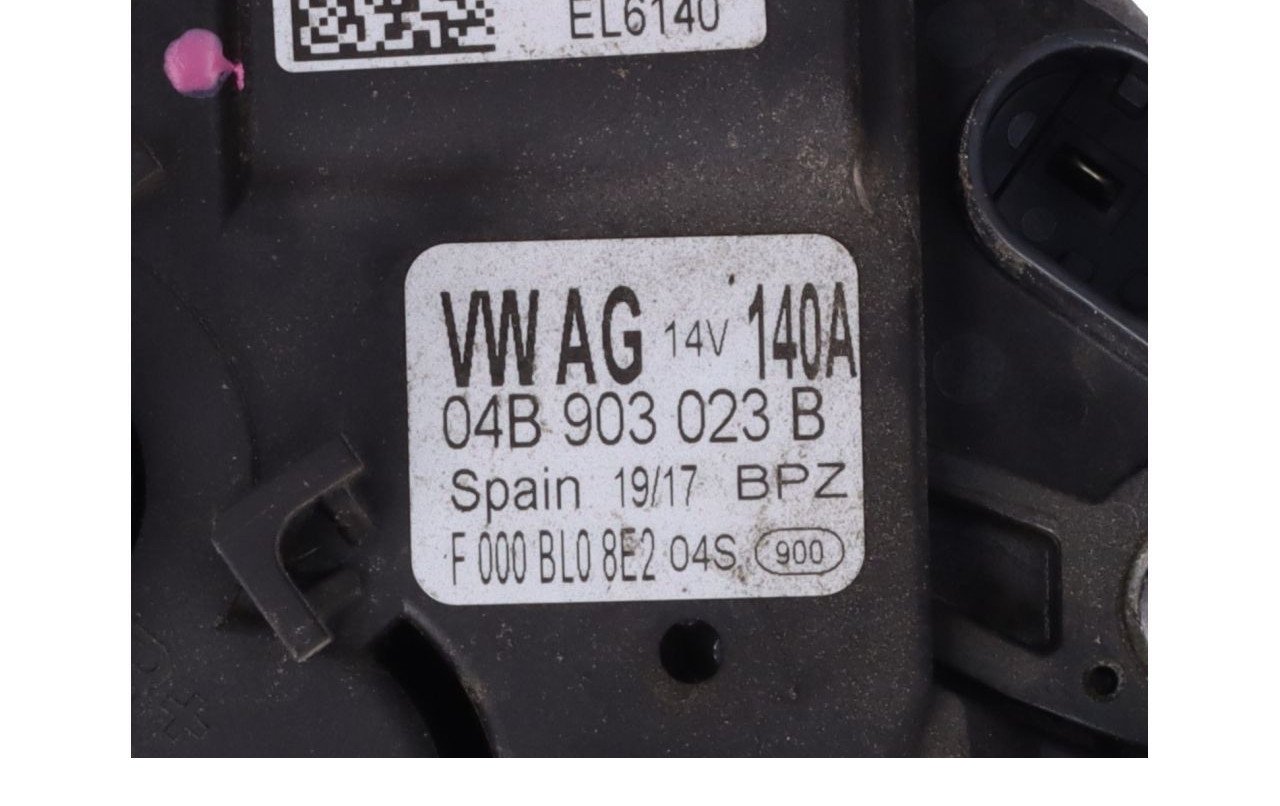 EL6140
VW AG 14V 140A
04B 903 023 B
Spain 19/17 BPZ
F 000 BL0 8E2 04S 900